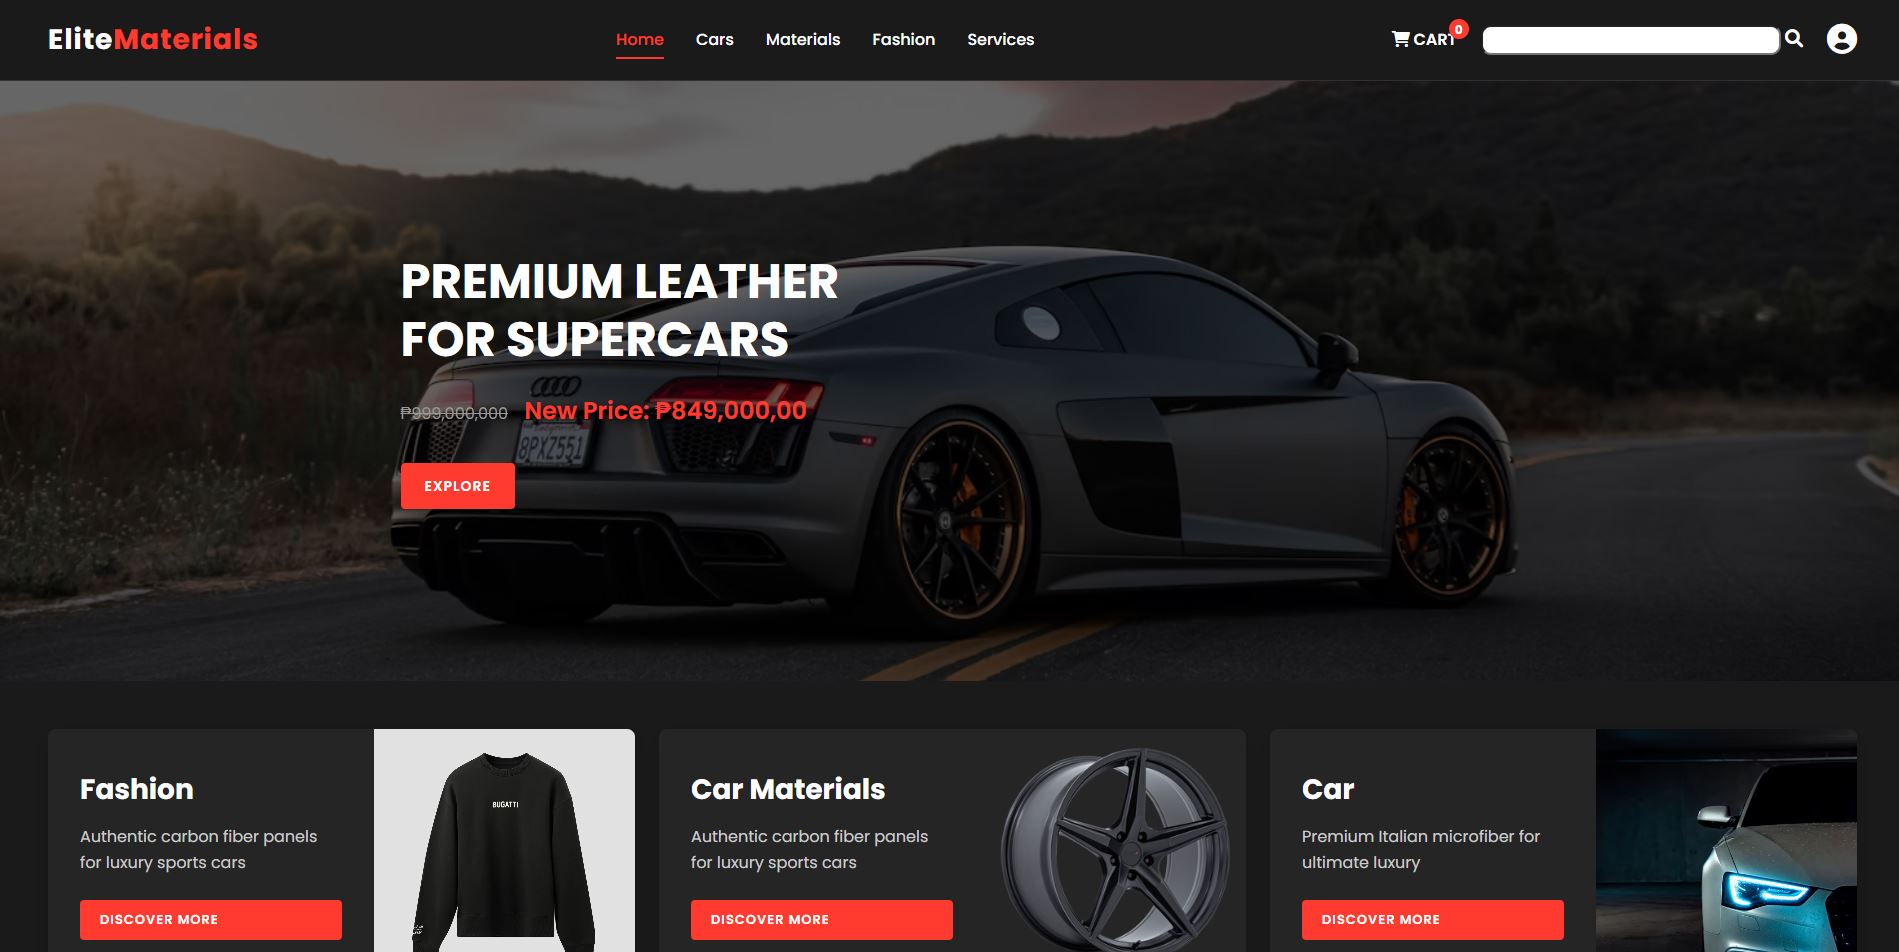 EliteMaterials
Home Cars Materials Fashion Services
CART 0
PREMIUM LEATHER
FOR SUPERCARS
₱999,000,000 New Price: ₱849,000,00
8PXZ551
EXPLORE
Fashion
Authentic carbon fiber panels
for luxury sports cars
DISCOVER MORE
BUGATTI
Car Materials
Authentic carbon fiber panels
for luxury sports cars
DISCOVER MORE
Car
Premium Italian microfiber for
ultimate luxury
DISCOVER MORE